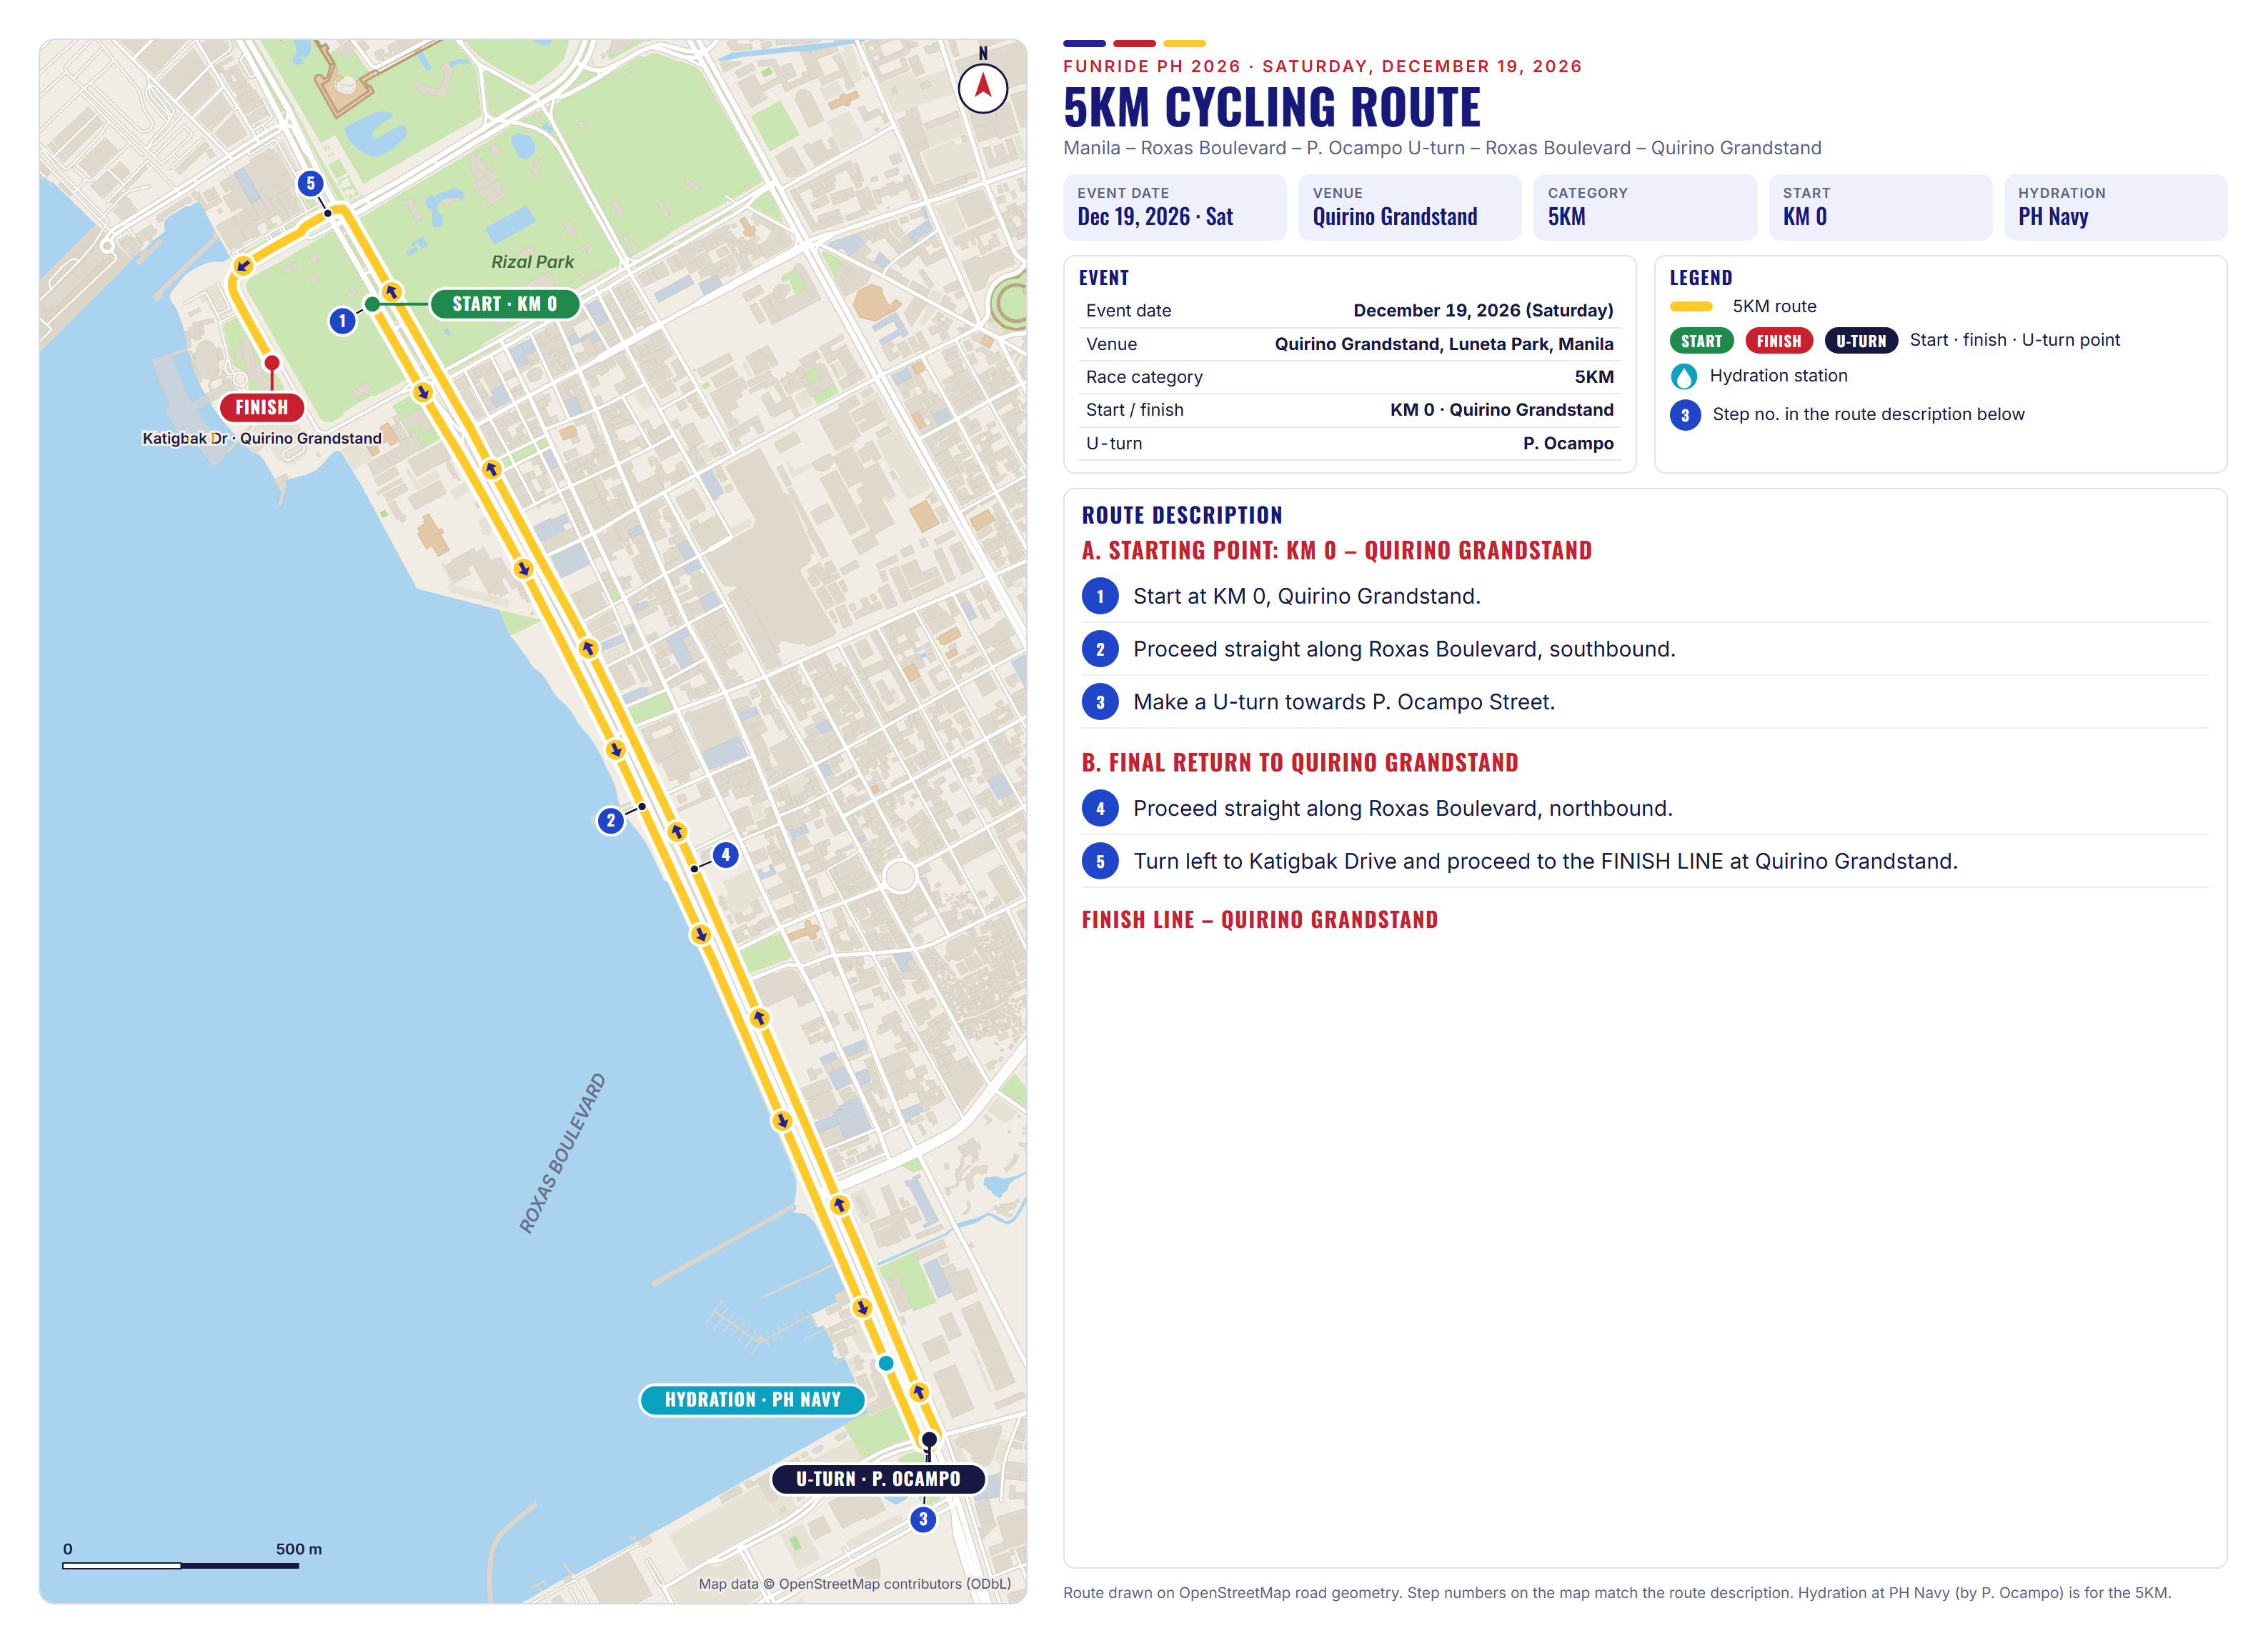 N
5
Rizal Park
START · KM 0
1
FINISH
Katigbak Dr · Quirino Grandstand
2
4
ROXAS BOULEVARD
HYDRATION · PH NAVY
U-TURN · P. OCAMPO
3
0 500 m
Map data © OpenStreetMap contributors (ODbL)
FUNRIDE PH 2026 · SATURDAY, DECEMBER 19, 2026
5KM CYCLING ROUTE
Manila – Roxas Boulevard – P. Ocampo U-turn – Roxas Boulevard – Quirino Grandstand
EVENT DATE
Dec 19, 2026 · Sat
VENUE
Quirino Grandstand
CATEGORY
5KM
START
KM 0
HYDRATION
PH Navy
EVENT
Event date December 19, 2026 (Saturday)
Venue Quirino Grandstand, Luneta Park, Manila
Race category 5KM
Start / finish KM 0 · Quirino Grandstand
U-turn P. Ocampo
LEGEND
5KM route
START FINISH U-TURN Start · finish · U-turn point
Hydration station
3 Step no. in the route description below
ROUTE DESCRIPTION
A. STARTING POINT: KM 0 – QUIRINO GRANDSTAND
1 Start at KM 0, Quirino Grandstand.
2 Proceed straight along Roxas Boulevard, southbound.
3 Make a U-turn towards P. Ocampo Street.
B. FINAL RETURN TO QUIRINO GRANDSTAND
4 Proceed straight along Roxas Boulevard, northbound.
5 Turn left to Katigbak Drive and proceed to the FINISH LINE at Quirino Grandstand.
FINISH LINE – QUIRINO GRANDSTAND
Route drawn on OpenStreetMap road geometry. Step numbers on the map match the route description. Hydration at PH Navy (by P. Ocampo) is for the 5KM.